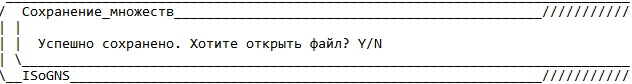 Сохранение_множеств
Успешно сохранено. Хотите открыть файл? Y/N
ISoGNS